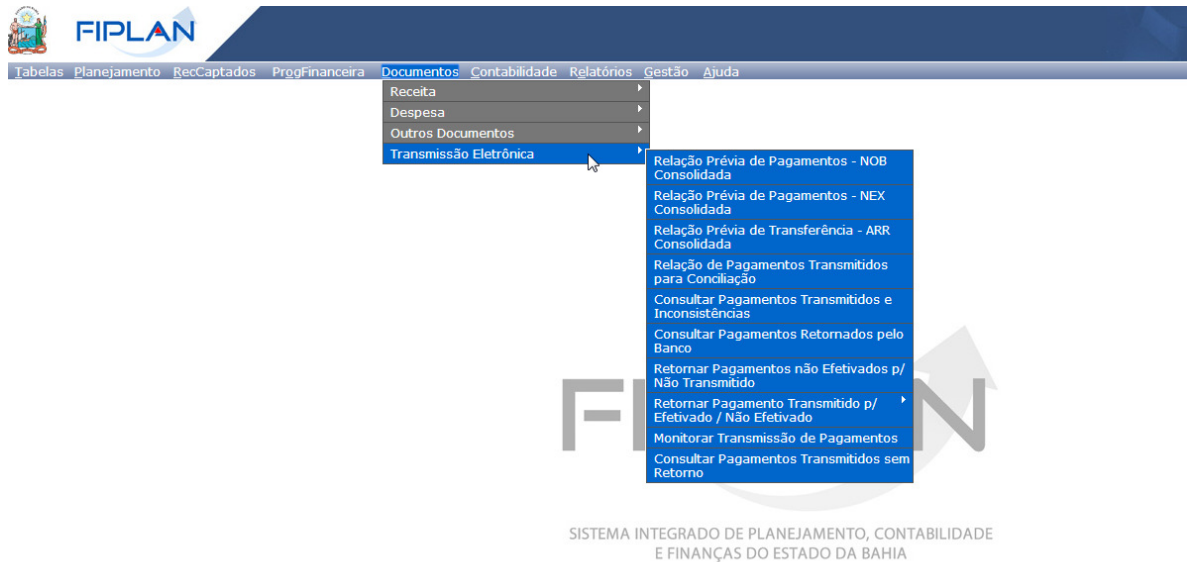 FIPLAN
Tabelas Planejamento RecCaptados ProgFinanceira Documentos Contabilidade Relatórios Gestão Ajuda
Receita
Despesa
Outros Documentos
Transmissão Eletrônica
Relação Prévia de Pagamentos - NOB
Consolidada
Relação Prévia de Pagamentos - NEX
Consolidada
Relação Prévia de Transferência - ARR
Consolidada
Relação de Pagamentos Transmitidos
para Conciliação
Consultar Pagamentos Transmitidos e
Inconsistências
Consultar Pagamentos Retornados pelo
Banco
Retornar Pagamentos não Efetivados p/
Não Transmitido
Retornar Pagamento Transmitido p/
Efetivado / Não Efetivado
Monitorar Transmissão de Pagamentos
Consultar Pagamentos Transmitidos sem
Retorno
SISTEMA INTEGRADO DE PLANEJAMENTO, CONTABILIDADE
E FINANÇAS DO ESTADO DA BAHIA